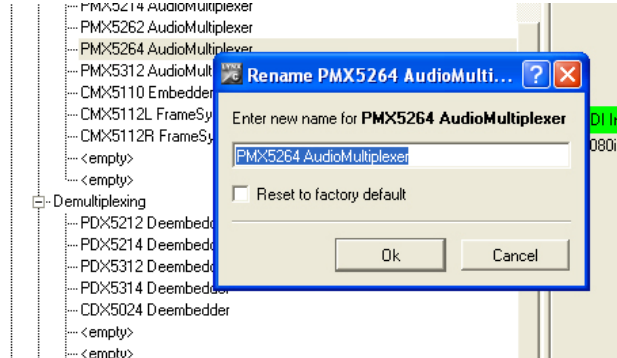 PMX5214 AudioMultiplexer
PMX5262 AudioMultiplexer
PMX5264 AudioMultiplexer
PMX5312 AudioMult
CMX5110 Embedder
CMX5112L FrameSy
CMX5112R FrameSy
<empty>
<empty>
Demultiplexing
PDX5212 Deembedd
PDX5214 Deembedd
PDX5312 Deembedd
PDX5314 Deembedder
CDX5024 Deembedder
<empty>
<empty>
LYNX
Rename PMX5264 AudioMulti...
Enter new name for PMX5264 AudioMultiplexer
PMX5264 AudioMultiplexer
Reset to factory default
Ok
Cancel
DI In
080i